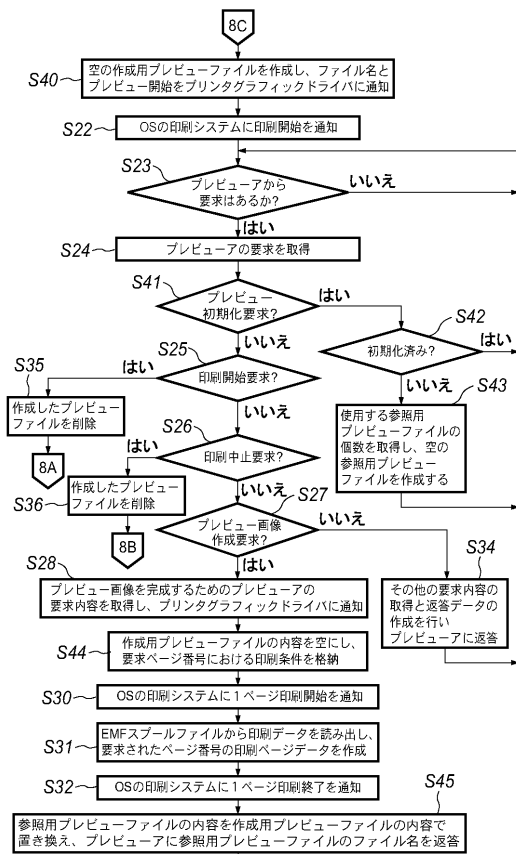 8C
S40
空の作成用プレビューファイルを作成し、ファイル名と
プレビュー開始をプリンタグラフィックドライバに通知
S22
OSの印刷システムに印刷開始を通知
S23
プレビューアから
要求はあるか?
いいえ
はい
S24
プレビューアの要求を取得
S41
プレビュー
初期化要求?
はい
いいえ
S42
初期化済み?
はい
いいえ
S43
使用する参照用
プレビューファイルの
個数を取得し、空の
参照用プレビュー
ファイルを作成する
S25
印刷開始要求?
はい
いいえ
S35
作成したプレビュー
ファイルを削除
8A
S26
印刷中止要求?
はい
いいえ
S36
作成したプレビュー
ファイルを削除
8B
S27
プレビュー画像
作成要求?
いいえ
はい
S34
その他の要求内容の
取得と返答データの
作成を行い
プレビューアに返答
S28
プレビュー画像を完成するためのプレビューアの
要求内容を取得し、プリンタグラフィックドライバに通知
S44
作成用プレビューファイルの内容を空にし、
要求ページ番号における印刷条件を格納
S30
OSの印刷システムに1ページ印刷開始を通知
S31
EMFスプールファイルから印刷データを読み出し、
要求されたページ番号の印刷ページデータを作成
S32
OSの印刷システムに1ページ印刷終了を通知
S45
参照用プレビューファイルの内容を作成用プレビューファイルの内容で
置き換え、プレビューアに参照用プレビューファイルのファイル名を返答